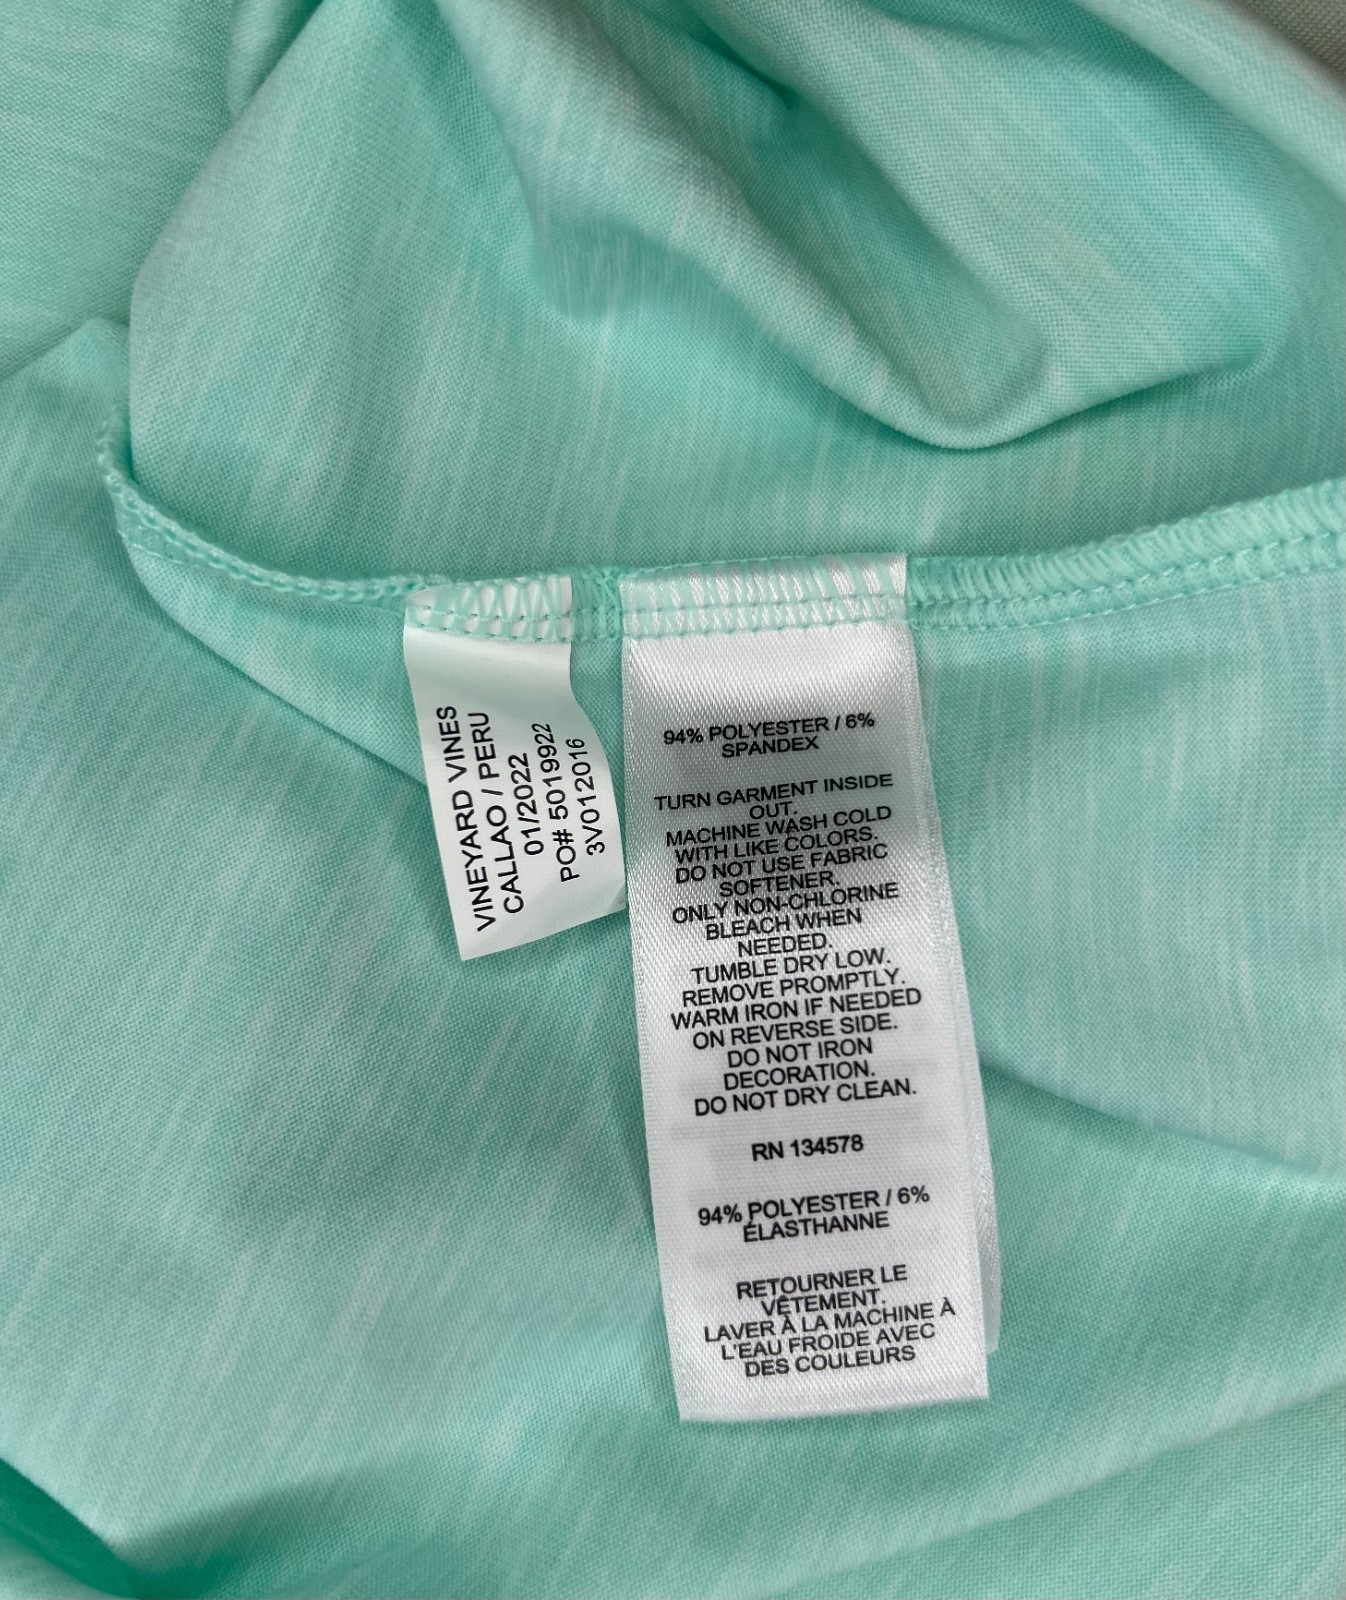 VINEYARD VINES
CALLAO / PERU
01/2022
PO# 5019922
3V012016
94% POLYESTER / 6%
SPANDEX
TURN GARMENT INSIDE
OUT.
MACHINE WASH COLD
WITH LIKE COLORS.
DO NOT USE FABRIC
SOFTENER.
ONLY NON-CHLORINE
BLEACH WHEN
NEEDED.
TUMBLE DRY LOW.
REMOVE PROMPTLY.
WARM IRON IF NEEDED
ON REVERSE SIDE.
DO NOT IRON
DECORATION.
DO NOT DRY CLEAN.
RN 134578
94% POLYESTER / 6%
ÉLASTHANNE
RETOURNER LE
VÊTEMENT.
LAVER À LA MACHINE À
L'EAU FROIDE AVEC
DES COULEURS